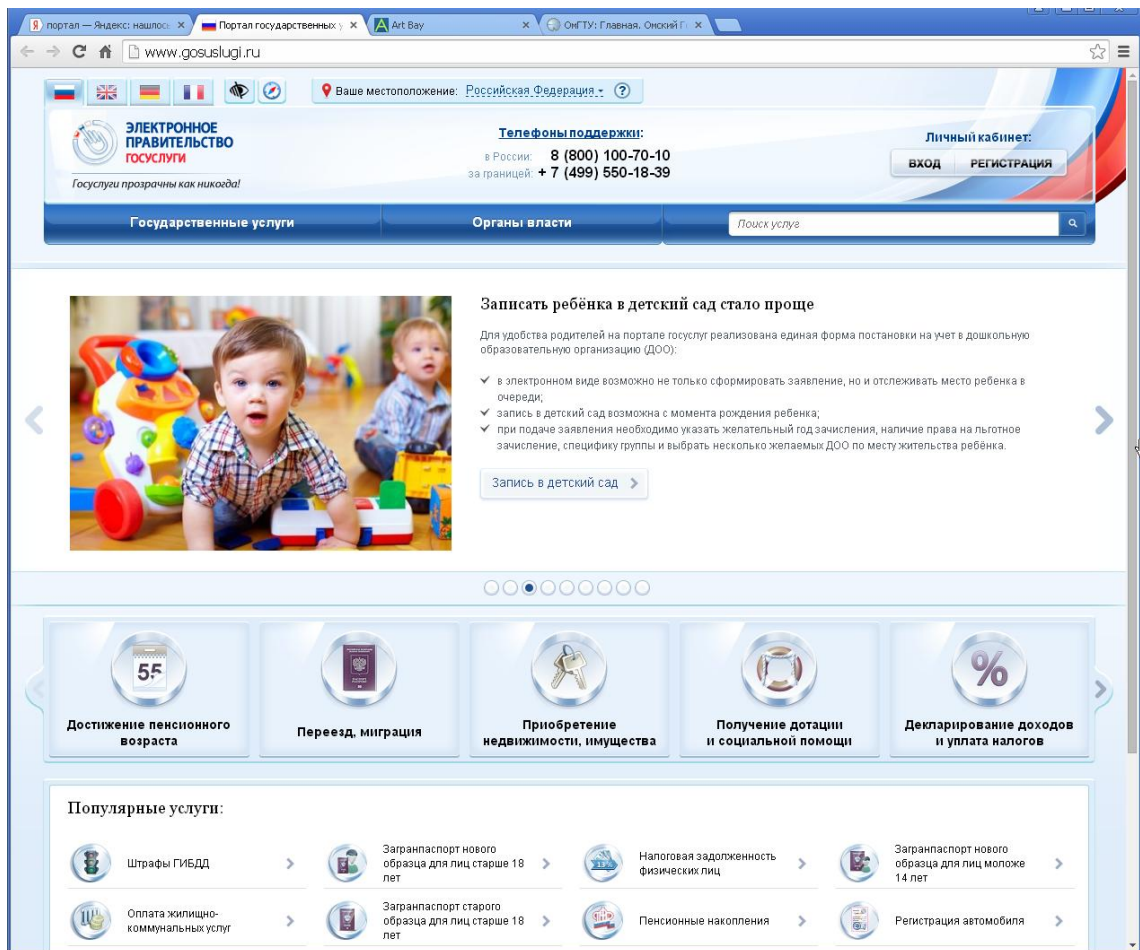 портал — Яндекс: нашлось
Портал государственных у
Art Bay
ОмГТУ: Главная. Омский Г
www.gosuslugi.ru
Ваше местоположение: Российская Федерация
?
ЭЛЕКТРОННОЕ
ПРАВИТЕЛЬСТВО
ГОСУСЛУГИ
Госуслуги прозрачны как никогда!
Телефоны поддержки:
в России: 8 (800) 100-70-10
за границей: + 7 (499) 550-18-39
Личный кабинет:
ВХОД РЕГИСТРАЦИЯ
Государственные услуги
Органы власти
Поиск услуг
Записать ребёнка в детский сад стало проще
Для удобства родителей на портале госуслуг реализована единая форма постановки на учет в дошкольную
образовательную организацию (ДОО):
в электронном виде возможно не только сформировать заявление, но и отслеживать место ребенка в
очереди;
запись в детский сад возможна с момента рождения ребенка;
при подаче заявления необходимо указать желательный год зачисления, наличие права на льготное
зачисление, специфику группы и выбрать несколько желаемых ДОО по месту жительства ребёнка.
Запись в детский сад
55
Достижение пенсионного
возраста
Переезд, миграция
Приобретение
недвижимости, имущества
Получение дотации
и социальной помощи
%
Декларирование доходов
и уплата налогов
Популярные услуги:
Штрафы ГИБДД
Загранпаспорт нового
образца для лиц старше 18
лет
Налоговая задолженность
физических лиц
Загранпаспорт нового
образца для лиц моложе
14 лет
Оплата жилищно-
коммунальных услуг
Загранпаспорт старого
образца для лиц старше 18
лет
Пенсионные накопления
Регистрация автомобиля